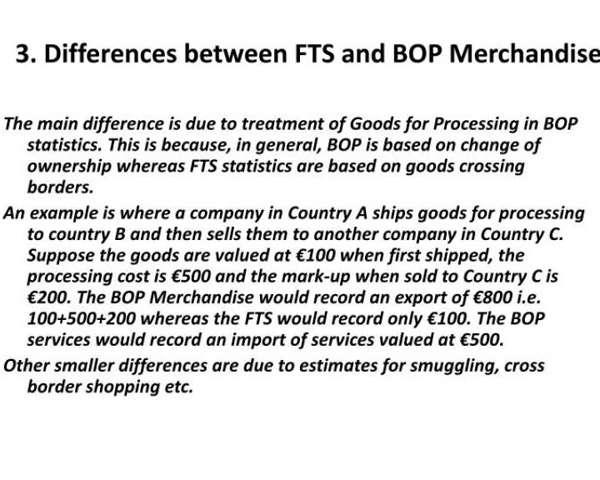 3. Differences between FTS and BOP Merchandise
The main difference is due to treatment of Goods for Processing in BOP
statistics. This is because, in general, BOP is based on change of
ownership whereas FTS statistics are based on goods crossing
borders.
An example is where a company in Country A ships goods for processing
to country B and then sells them to another company in Country C.
Suppose the goods are valued at €100 when first shipped, the
processing cost is €500 and the mark-up when sold to Country C is
€200. The BOP Merchandise would record an export of €800 i.e.
100+500+200 whereas the FTS would record only €100. The BOP
services would record an import of services valued at €500.
Other smaller differences are due to estimates for smuggling, cross
border shopping etc.